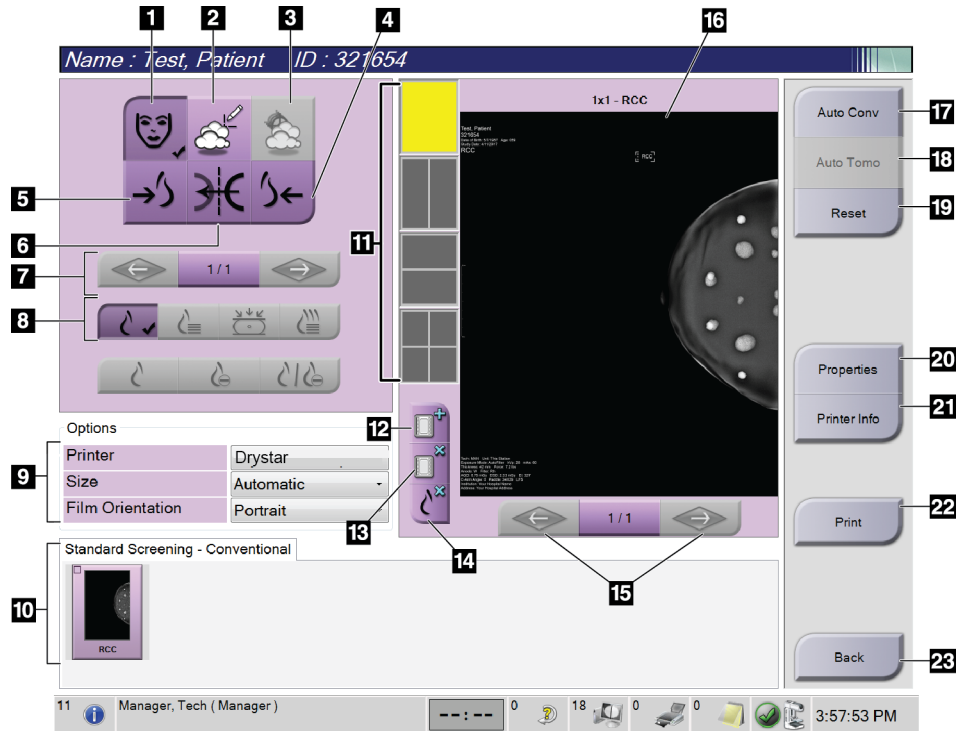 1
2
3
4
16
Name : Test, Patient ID : 321654
5
6
7
8
1/1
11
1x1 - RCC
Test, Patient
321654
RCC
RCC
Auto Conv
17
Auto Tomo
18
Reset
19
Properties
20
Printer Info
21
Print
22
Back
23
Options
Printer
Drystar
Size
Automatic
Film Orientation
Portrait
9
12
13
14
1/1
15
10
Standard Screening - Conventional
RCC
11
Manager, Tech ( Manager )
--:--
0
18
0
0
3:57:53 PM